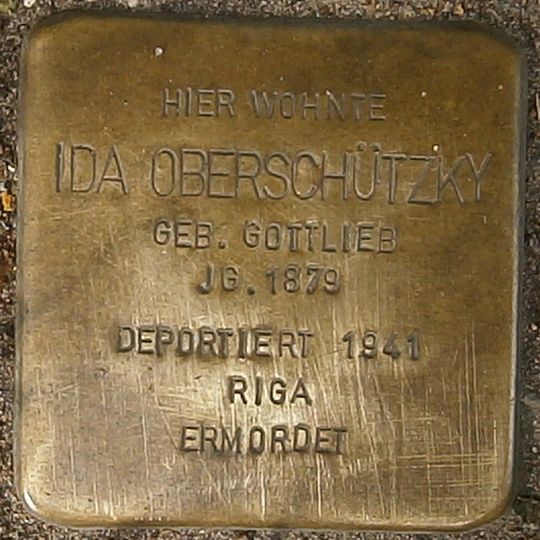 HIER WOHNTE
IDA OBERSCHÜTZKY
GEB. GOTTLIEB
JG. 1879
DEPORTIERT 1941
RIGA
ERMORDET